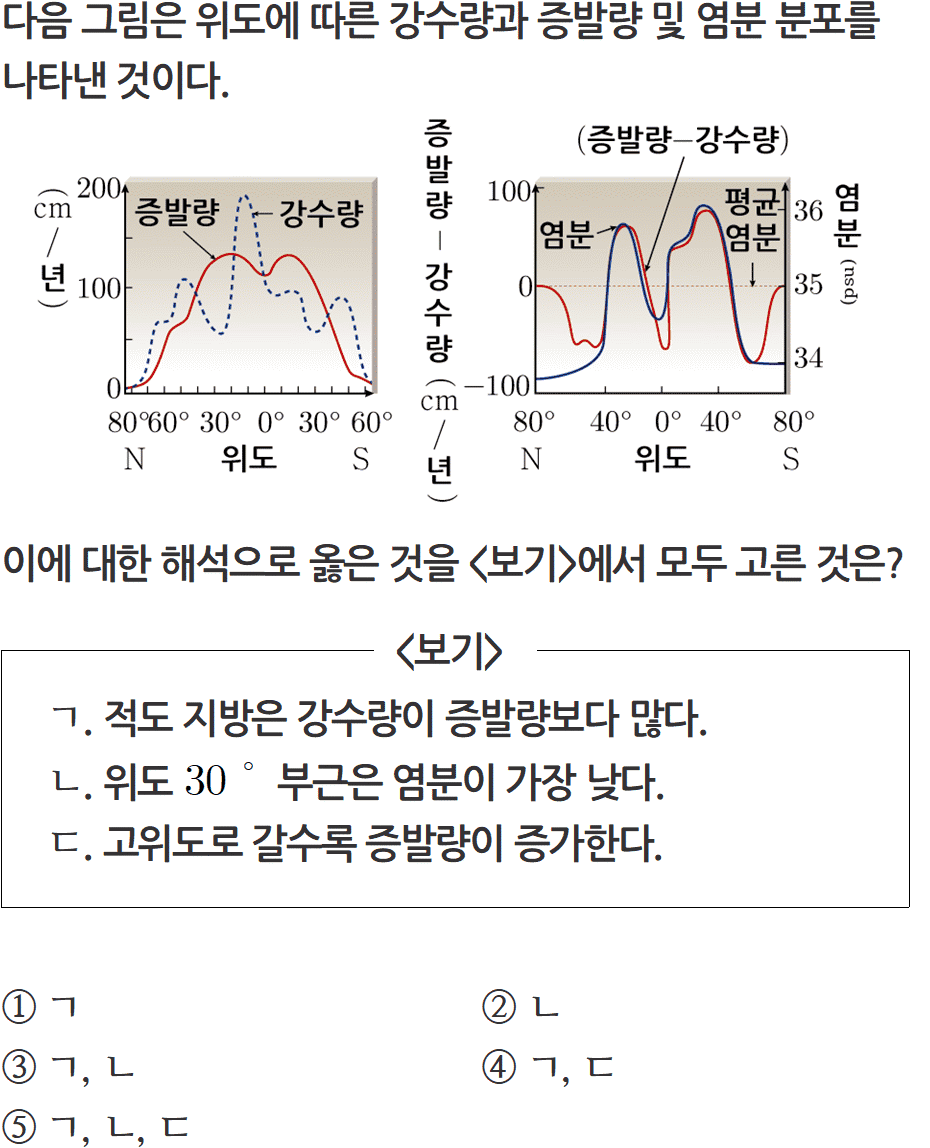 다음 그림은 위도에 따른 강수량과 증발량 및 염분 분포를
나타낸 것이다.
(cm/년)
200
100
0
증발량
강수량
80° 60° 30° 0° 30° 60°
N 위도 S
증발량 - 강수량 (cm/년)
(증발량-강수량)
100
0
-100
염분
평균
염분
36
35
34
염분 (psu)
80° 40° 0° 40° 80°
N 위도 S
이에 대한 해석으로 옳은 것을 <보기>에서 모두 고른 것은?
<보기>
ㄱ. 적도 지방은 강수량이 증발량보다 많다.
ㄴ. 위도 30° 부근은 염분이 가장 낮다.
ㄷ. 고위도로 갈수록 증발량이 증가한다.
① ㄱ ② ㄴ
③ ㄱ, ㄴ ④ ㄱ, ㄷ
⑤ ㄱ, ㄴ, ㄷ